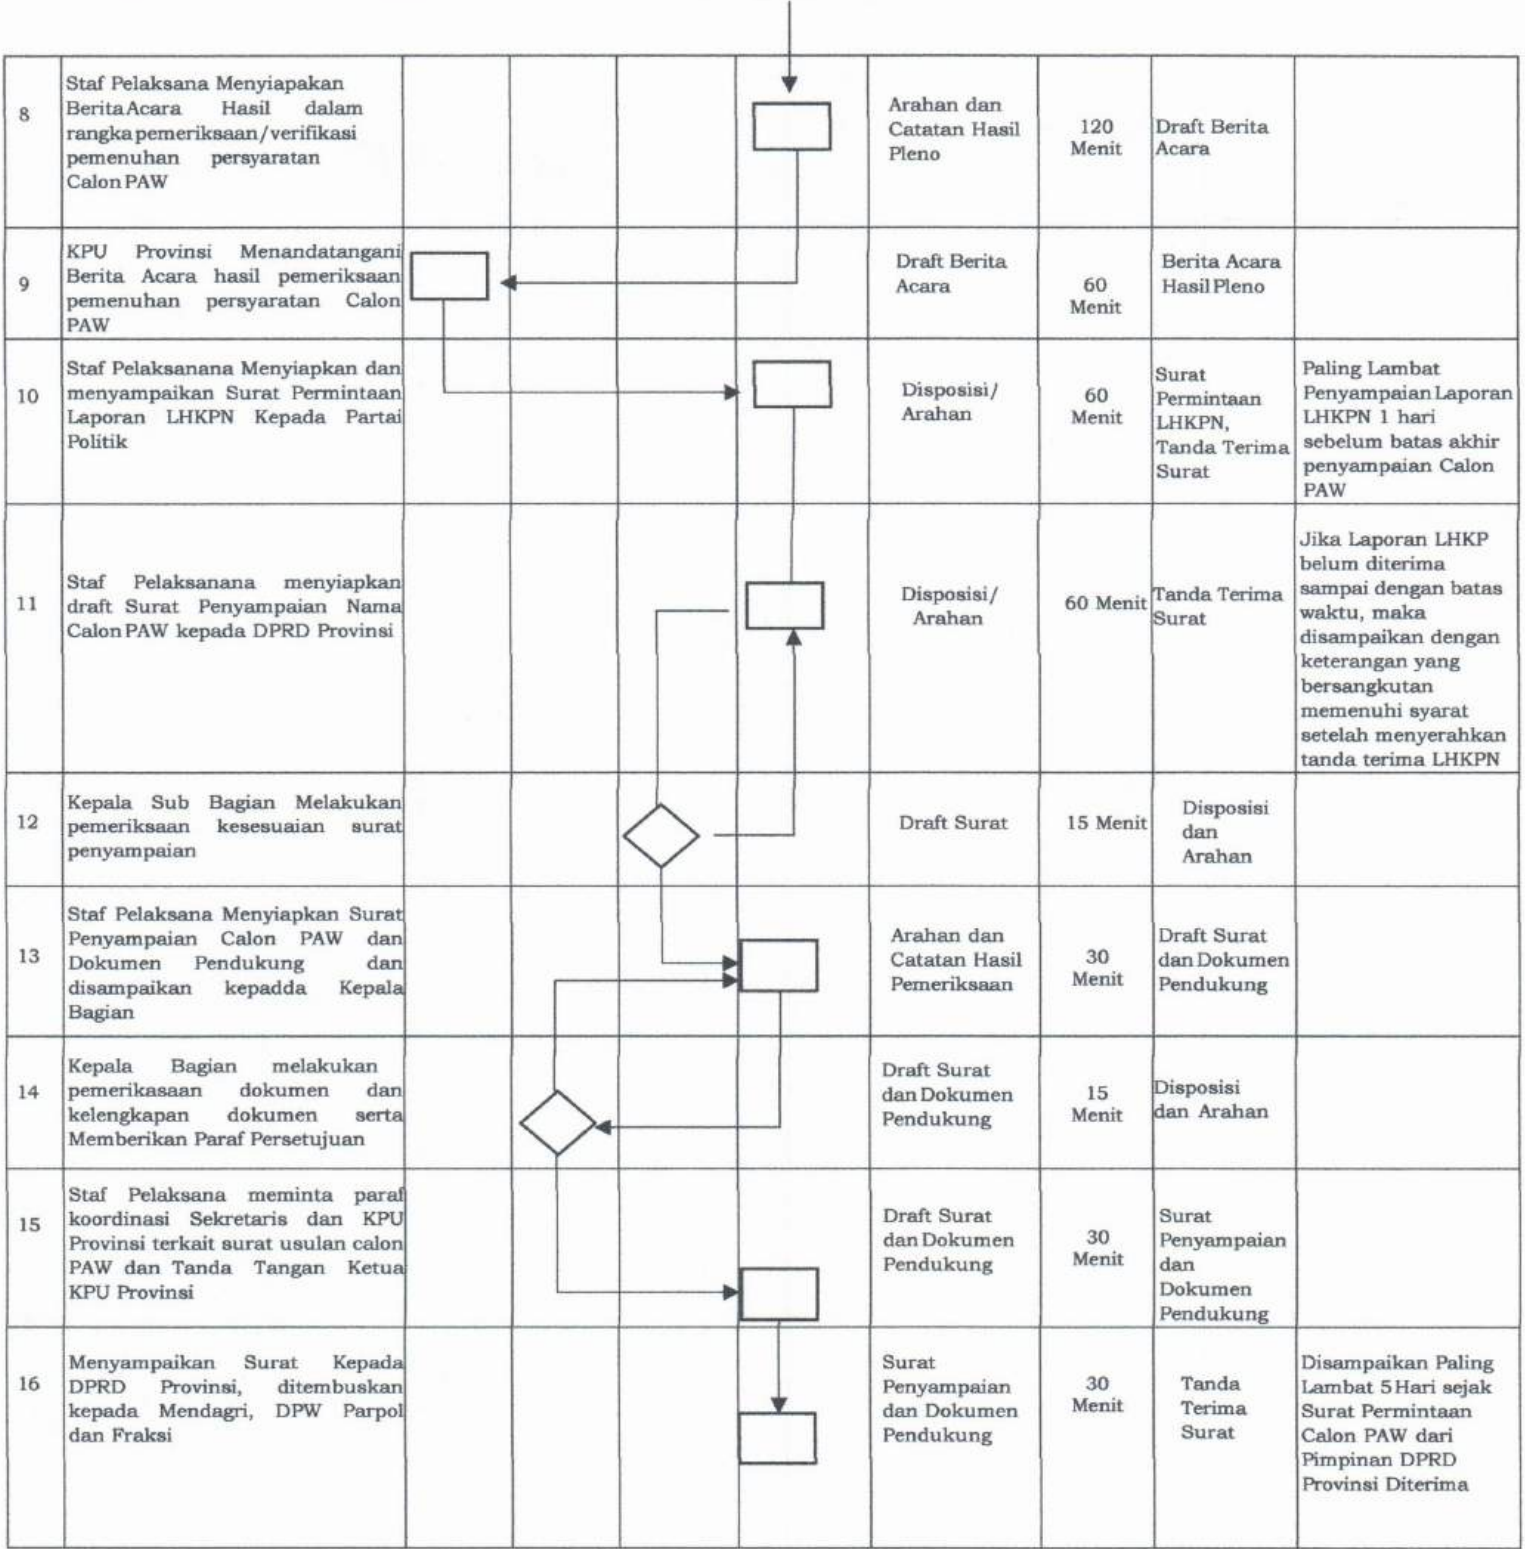 8
Staf Pelaksana Menyiapakan
Berita Acara Hasil dalam
rangka pemeriksaan/verifikasi
pemenuhan persyaratan
Calon PAW
Arahan dan
Catatan Hasil
Pleno
120
Menit
Draft Berita
Acara
9
KPU Provinsi Menandatangani
Berita Acara hasil pemeriksaan
pemenuhan persyaratan Calon
PAW
Draft Berita
Acara
60
Menit
Berita Acara
Hasil Pleno
10
Staf Pelaksanana Menyiapkan dan
menyampaikan Surat Permintaan
Laporan LHKPN Kepada Partai
Politik
Disposisi/
Arahan
60
Menit
Surat
Permintaan
LHKPN,
Tanda Terima
Surat
Paling Lambat
Penyampaian Laporan
LHKPN 1 hari
sebelum batas akhir
penyampaian Calon
PAW
11
Staf Pelaksanana menyiapkan
draft Surat Penyampaian Nama
Calon PAW kepada DPRD Provinsi
Disposisi/
Arahan
60 Menit
Tanda Terima
Surat
Jika Laporan LHKP
belum diterima
sampai dengan batas
waktu, maka
disampaikan dengan
keterangan yang
bersangkutan
memenuhi syarat
setelah menyerahkan
tanda terima LHKPN
12
Kepala Sub Bagian Melakukan
pemeriksaan kesesuaian surat
penyampaian
Draft Surat
15 Menit
Disposisi
dan
Arahan
13
Staf Pelaksana Menyiapkan Surat
Penyampaian Calon PAW dan
Dokumen Pendukung dan
disampaikan kepadda Kepala
Bagian
Arahan dan
Catatan Hasil
Pemeriksaan
30
Menit
Draft Surat
dan Dokumen
Pendukung
14
Kepala Bagian melakukan
pemerikasaan dokumen dan
kelengkapan dokumen serta
Memberikan Paraf Persetujuan
Draft Surat
dan Dokumen
Pendukung
15
Menit
Disposisi
dan Arahan
15
Staf Pelaksana meminta paraf
koordinasi Sekretaris dan KPU
Provinsi terkait surat usulan calon
PAW dan Tanda Tangan Ketua
KPU Provinsi
Draft Surat
dan Dokumen
Pendukung
30
Menit
Surat
Penyampaian
dan
Dokumen
Pendukung
16
Menyampaikan Surat Kepada
DPRD Provinsi, ditembuskan
kepada Mendagri, DPW Parpol
dan Fraksi
Surat
Penyampaian
dan Dokumen
Pendukung
30
Menit
Tanda
Terima
Surat
Disampaikan Paling
Lambat 5 Hari sejak
Surat Permintaan
Calon PAW dari
Pimpinan DPRD
Provinsi Diterima